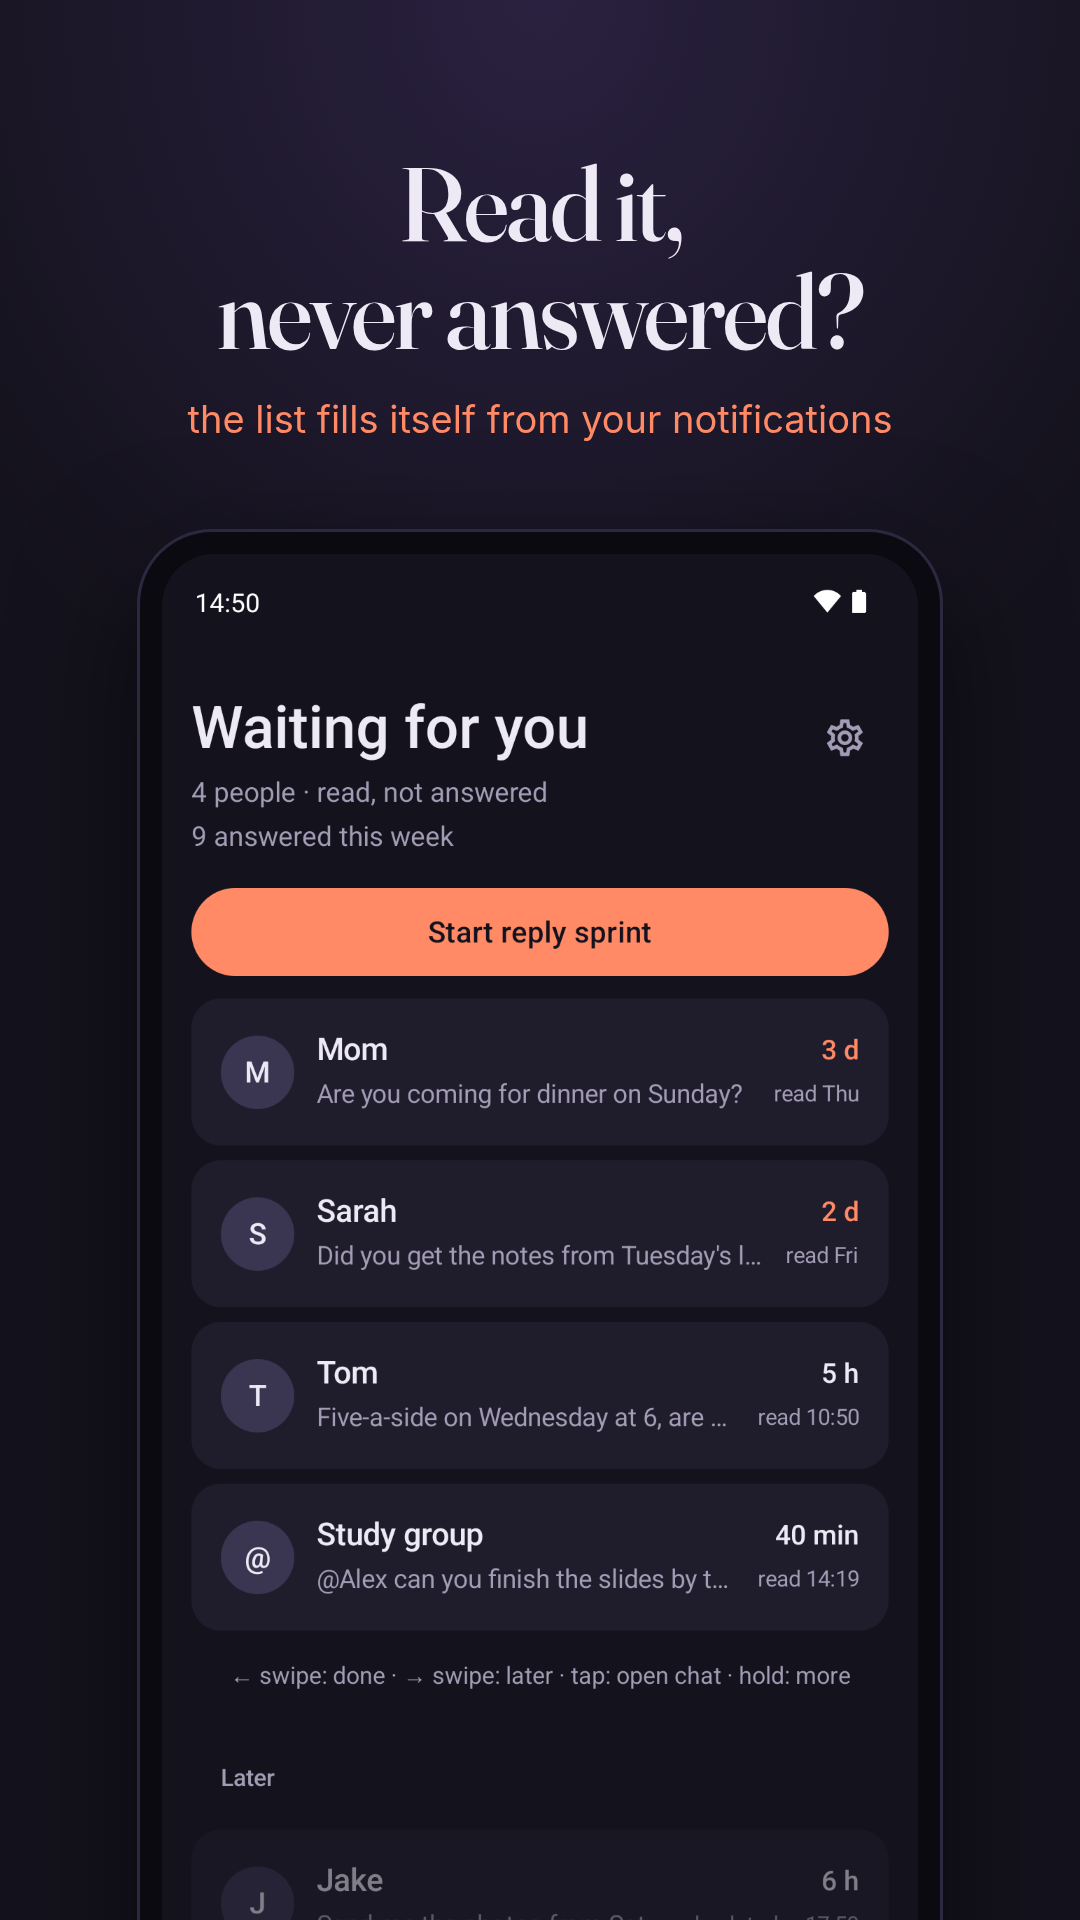 Read it,
never answered?
the list fills itself from your notifications
14:50
Waiting for you
4 people · read, not answered
9 answered this week
Start reply sprint
M
Mom
3 d
Are you coming for dinner on Sunday?
read Thu
S
Sarah
2 d
Did you get the notes from Tuesday's l...
read Fri
T
Tom
5 h
Five-a-side on Wednesday at 6, are ...
read 10:50
@
Study group
40 min
@Alex can you finish the slides by t...
read 14:19
← swipe: done · → swipe: later · tap: open chat · hold: more
Later
J
Jake
6 h